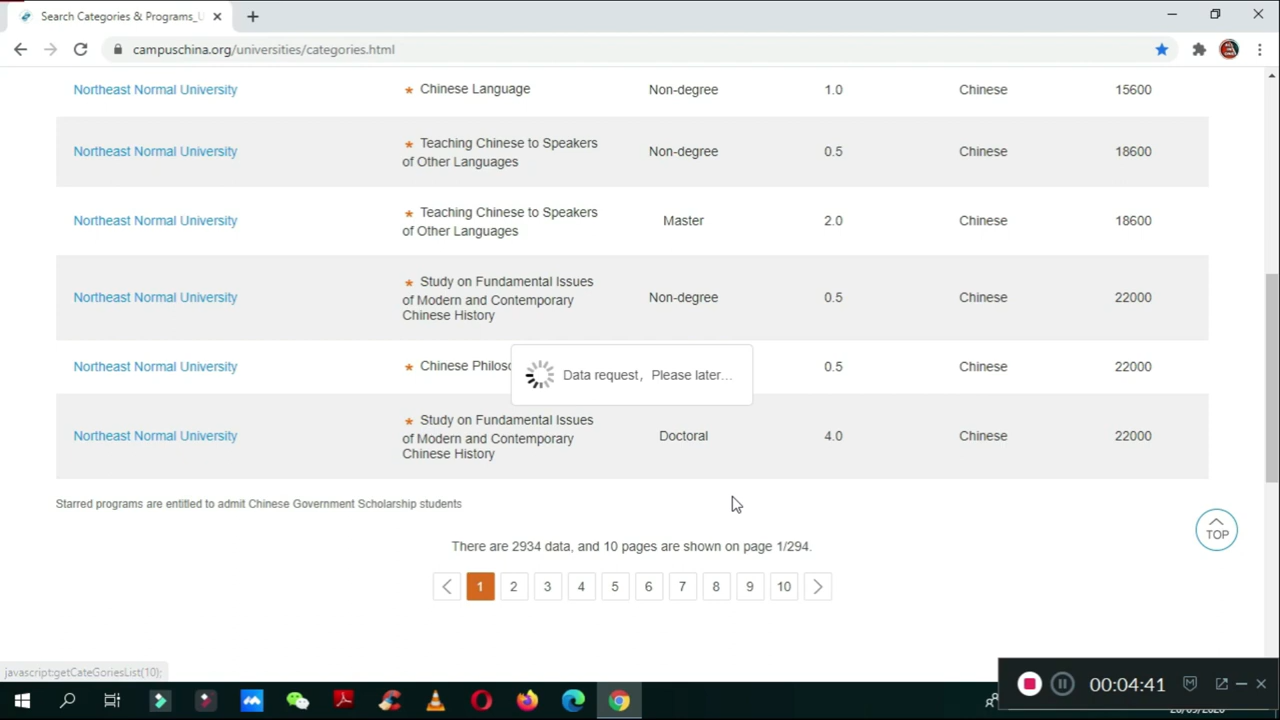 Search Categories & Programs_U
campuschina.org/universities/categories.html
Northeast Normal University ★ Chinese Language Non-degree 1.0 Chinese 15600
Northeast Normal University ★ Teaching Chinese to Speakers of Other Languages Non-degree 0.5 Chinese 18600
Northeast Normal University ★ Teaching Chinese to Speakers of Other Languages Master 2.0 Chinese 18600
Northeast Normal University ★ Study on Fundamental Issues of Modern and Contemporary Chinese History Non-degree 0.5 Chinese 22000
Northeast Normal University ★ Chinese Philoso 0.5 Chinese 22000
Data request，Please later...
Northeast Normal University ★ Study on Fundamental Issues of Modern and Contemporary Chinese History Doctoral 4.0 Chinese 22000
Starred programs are entitled to admit Chinese Government Scholarship students
TOP
There are 2934 data, and 10 pages are shown on page 1/294.
1 2 3 4 5 6 7 8 9 10
javascript:getCateGoriesList(10);
00:04:41